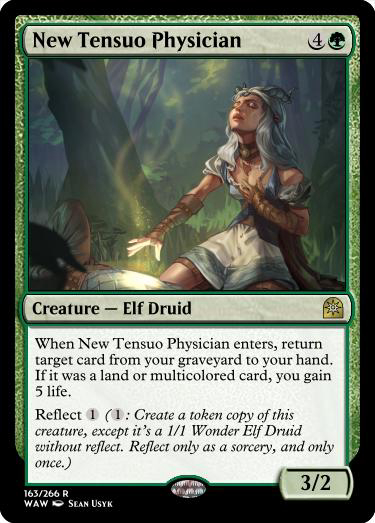 New Tensuo Physician 4
Creature — Elf Druid
When New Tensuo Physician enters, return
target card from your graveyard to your hand.
If it was a land or multicolored card, you gain
5 life.
Reflect 1 (1: Create a token copy of this
creature, except it's a 1/1 Wonder Elf Druid
without reflect. Reflect only as a sorcery, and only
once.)
3/2
163/266 R
WAW Sean Usyk